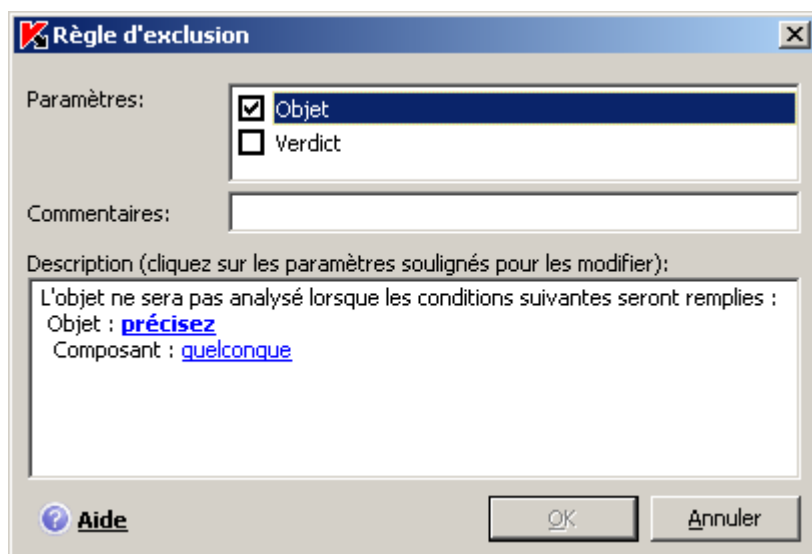 Règle d'exclusion
Paramètres:
Objet
Verdict
Commentaires:
Description (cliquez sur les paramètres soulignés pour les modifier):
L'objet ne sera pas analysé lorsque les conditions suivantes seront remplies :
Objet : précisez
Composant : quelconque
Aide
OK
Annuler